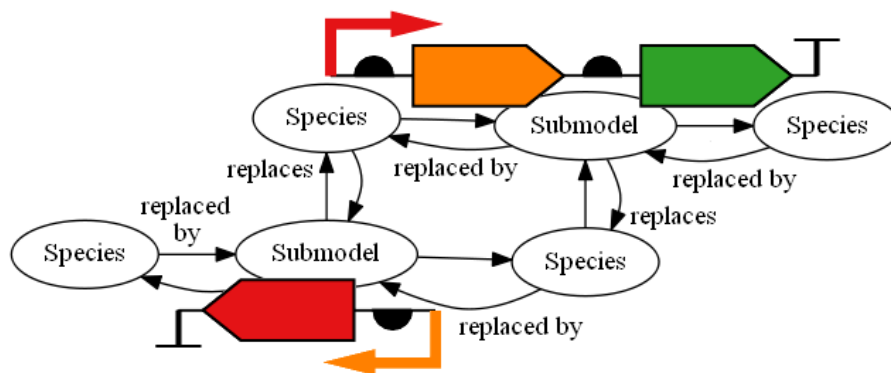 Species
Submodel
Species
replaces
replaced by
replaced by
replaced
by
replaces
Species
Submodel
Species
replaced by